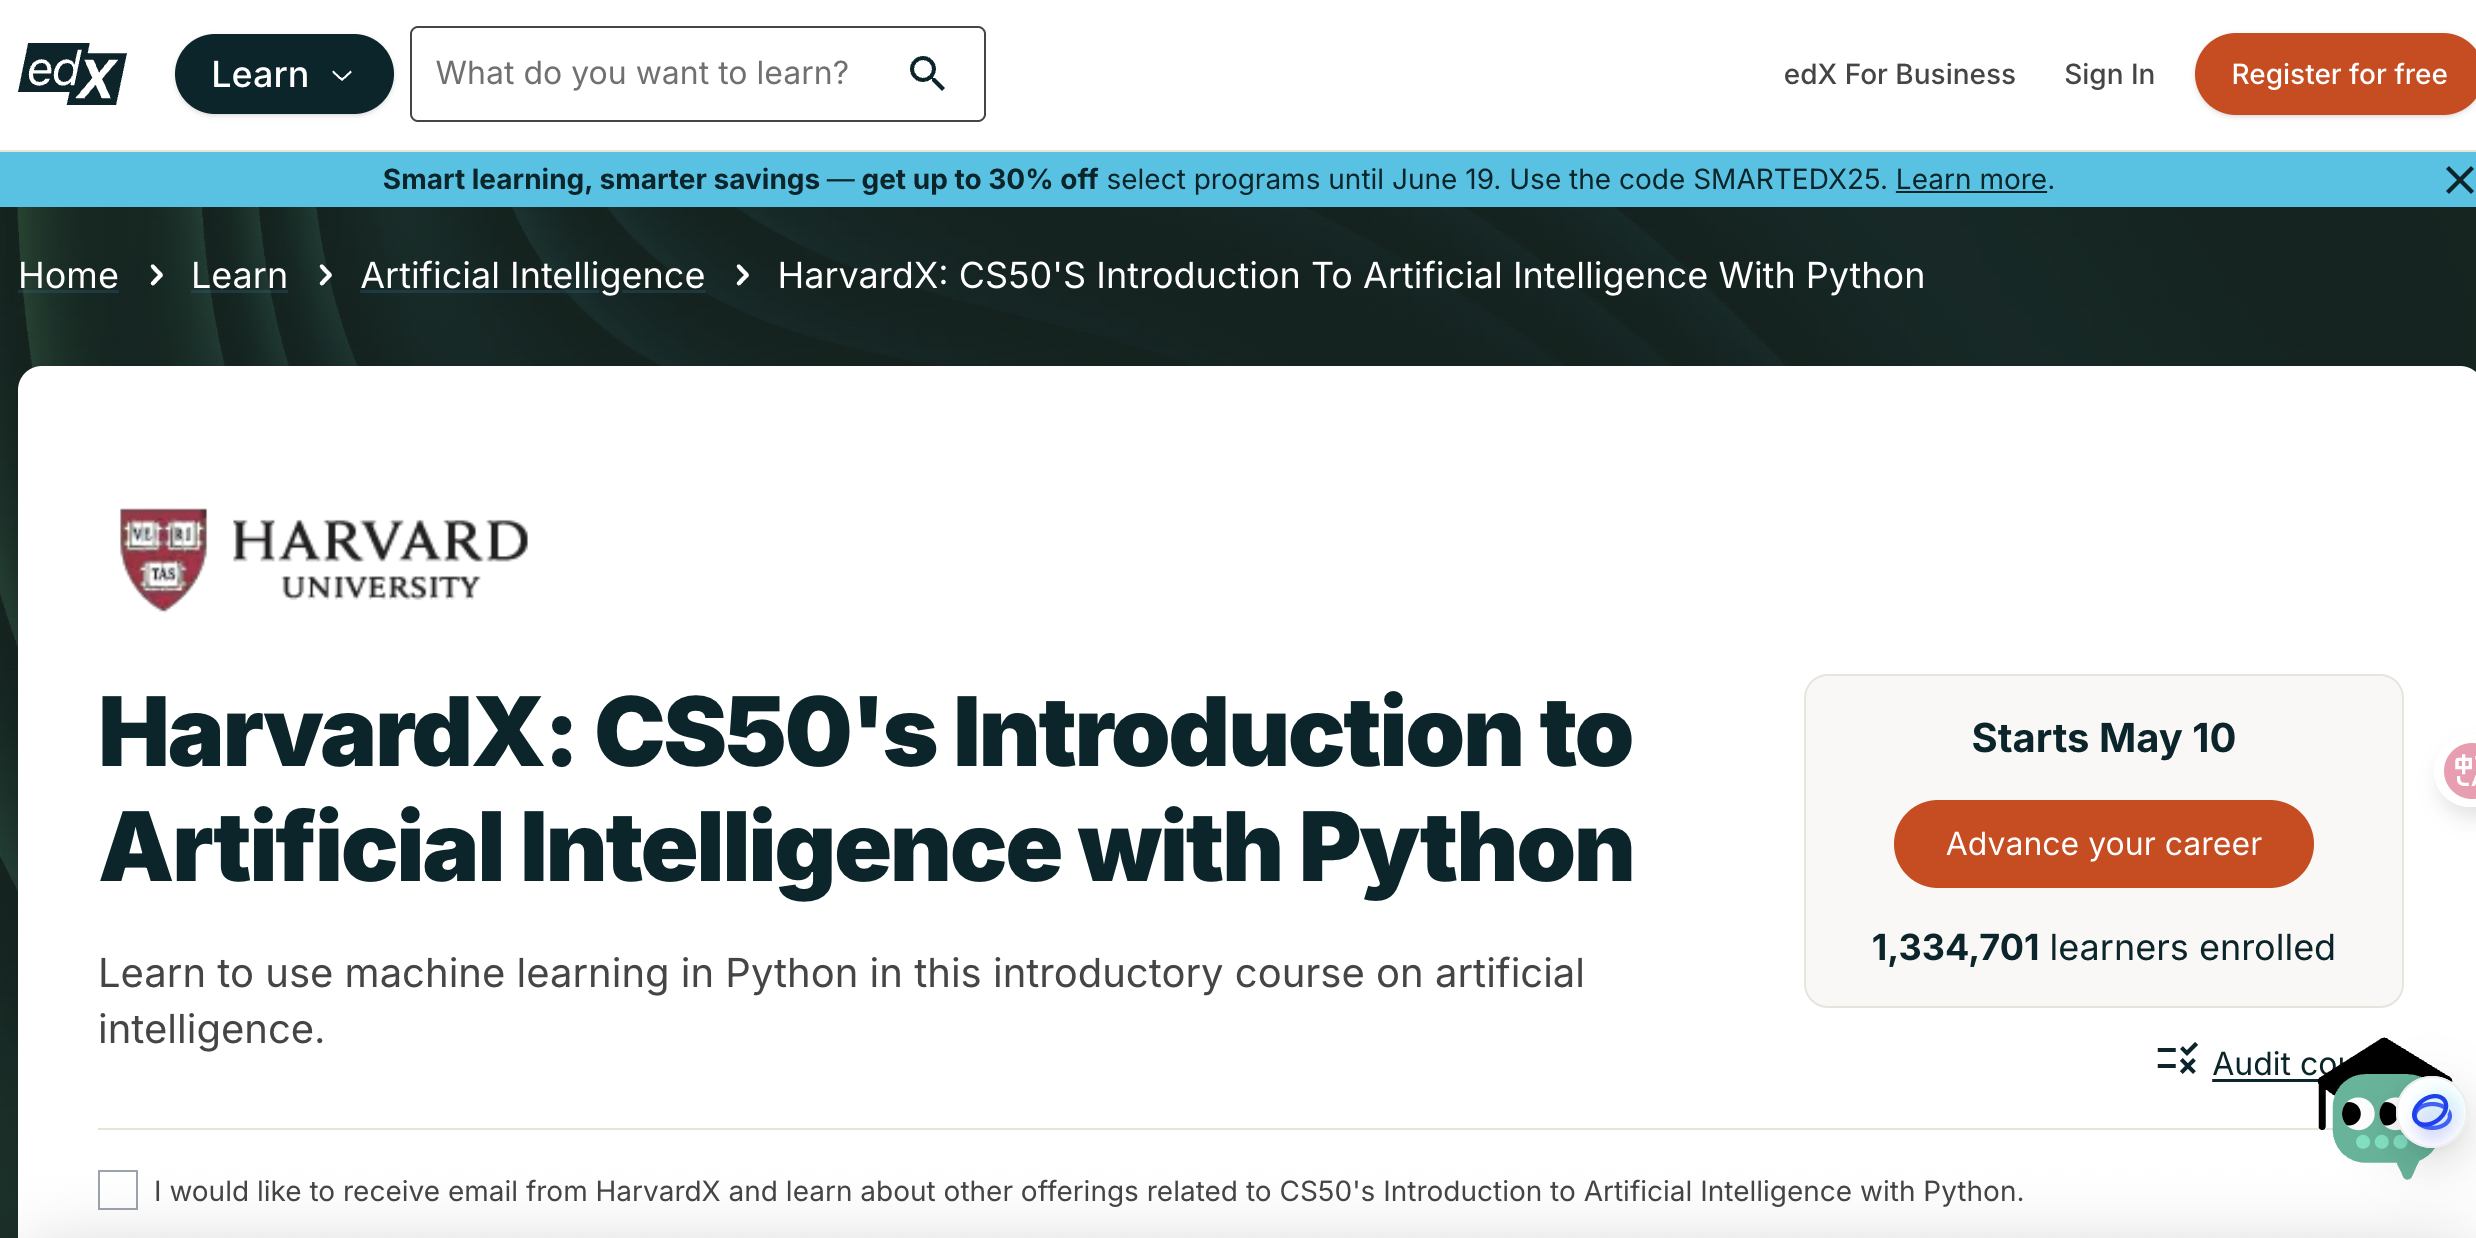 edX
Learn
What do you want to learn?
edX For Business
Sign In
Register for free
Smart learning, smarter savings — get up to 30% off select programs until June 19. Use the code SMARTEDX25. Learn more.
Home > Learn > Artificial Intelligence > HarvardX: CS50'S Introduction To Artificial Intelligence With Python
VE RI
TAS
HARVARD
UNIVERSITY
HarvardX: CS50's Introduction to
Artificial Intelligence with Python
Learn to use machine learning in Python in this introductory course on artificial
intelligence.
Starts May 10
Advance your career
1,334,701 learners enrolled
Audit
I would like to receive email from HarvardX and learn about other offerings related to CS50's Introduction to Artificial Intelligence with Python.